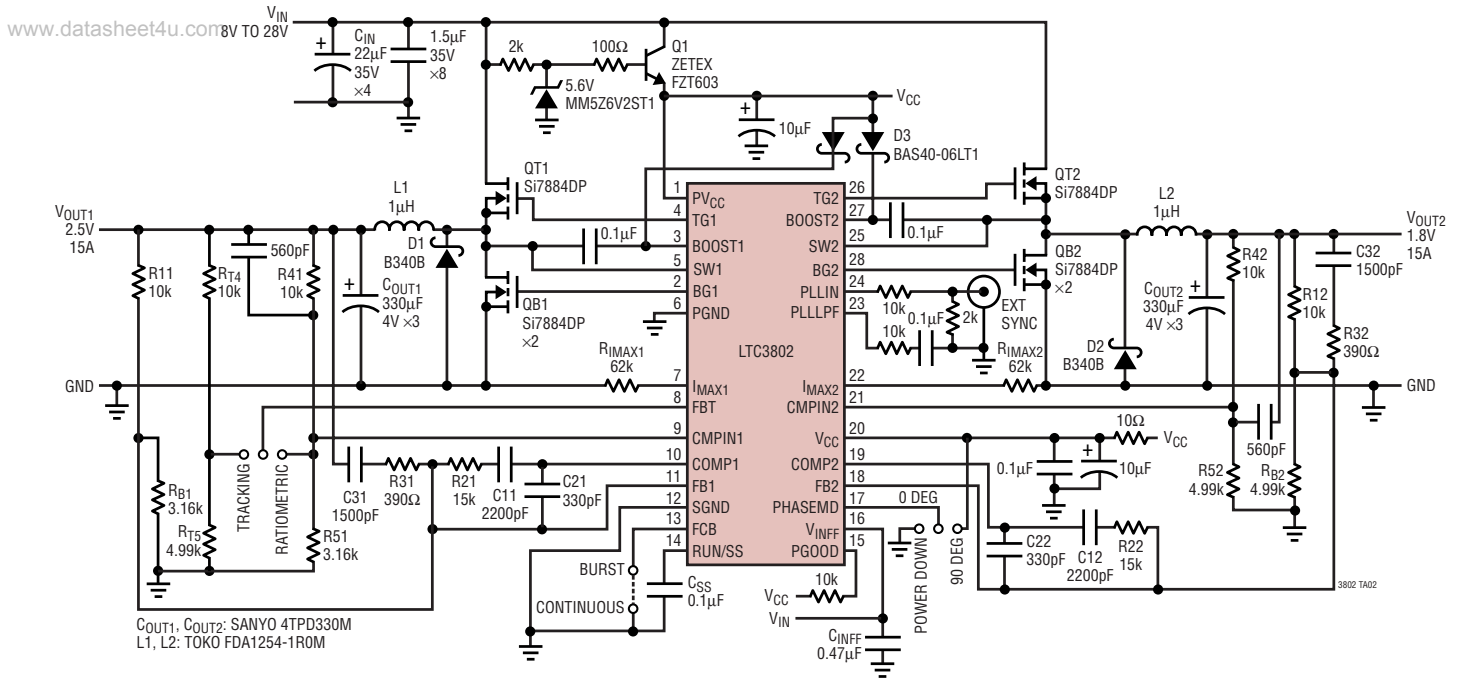 www.datasheet4u.com
VIN
8V TO 28V
CIN
22µF
35V
×4
1.5µF
35V
×8
2k
100Ω
Q1
ZETEX
FZT603
5.6V
MM5Z6V2ST1
10µF
VCC
D3
BAS40-06LT1
QT1
Si7884DP
QT2
Si7884DP
VOUT1
2.5V
15A
L1
1µH
L2
1µH
VOUT2
1.8V
15A
560pF
D1
B340B
0.1µF
0.1µF
R11
10k
RT4
10k
R41
10k
COUT1
330µF
4V ×3
QB1
Si7884DP
×2
QB2
Si7884DP
×2
R42
10k
COUT2
330µF
4V ×3
R12
10k
C32
1500pF
R32
390Ω
1 PVCC
4 TG1
3 BOOST1
5 SW1
2 BG1
6 PGND
LTC3802
7 IMAX1
8 FBT
9 CMPIN1
10 COMP1
11 FB1
12 SGND
13 FCB
14 RUN/SS
TG2 26
BOOST2 27
SW2 25
BG2 28
PLLIN 24
PLLLPF 23
IMAX2 22
CMPIN2 21
VCC 20
COMP2 19
FB2 18
PHASEMD 17
VINFF 16
PGOOD 15
10k
10k
0.1µF
2k
EXT
SYNC
D2
B340B
GND
RIMAX1
62k
RIMAX2
62k
GND
RB1
3.16k
RT5
4.99k
TRACKING
RATIOMETRIC
R51
3.16k
C31
1500pF
R31
390Ω
R21
15k
C11
2200pF
C21
330pF
BURST
CONTINUOUS
CSS
0.1µF
10Ω
VCC
0.1µF
10µF
560pF
R52
4.99k
RB2
4.99k
0 DEG
POWER DOWN
90 DEG
C22
330pF
C12
2200pF
R22
15k
10k
VCC
VIN
CINFF
0.47µF
3802 TA02
COUT1, COUT2: SANYO 4TPD330M
L1, L2: TOKO FDA1254-1R0M
+
+
+
+
+